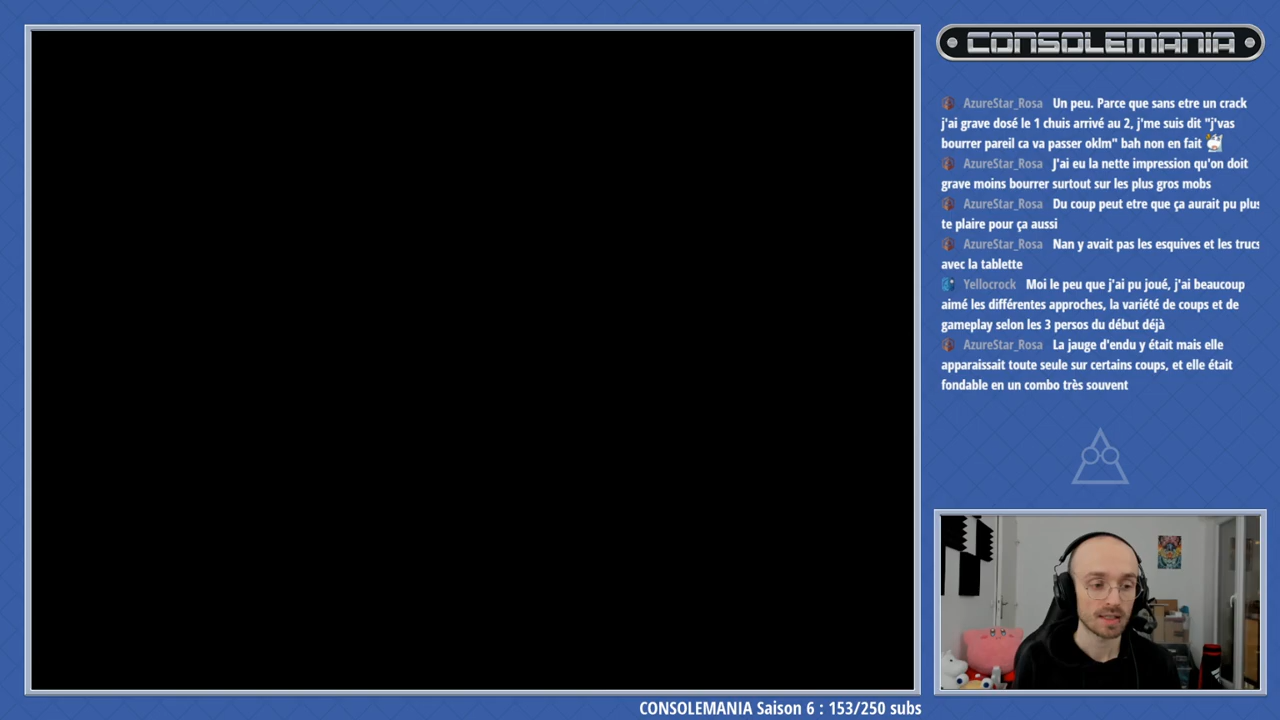 CONSOLEMANIA
AzureStar_Rosa Un peu. Parce que sans etre un crack
j'ai grave dosé le 1 chuis arrivé au 2, j'me suis dit "j'vas
bourrer pareil ca va passer oklm" bah non en fait
AzureStar_Rosa J'ai eu la nette impression qu'on doit
grave moins bourrer surtout sur les plus gros mobs
AzureStar_Rosa Du coup peut etre que ça aurait pu plus
te plaire pour ça aussi
AzureStar_Rosa Nan y avait pas les esquives et les trucs
avec la tablette
Yellocrock Moi le peu que j'ai pu joué, j'ai beaucoup
aimé les différentes approches, la variété de coups et de
gameplay selon les 3 persos du début déjà
AzureStar_Rosa La jauge d'endu y était mais elle
apparaissait toute seule sur certains coups, et elle était
fondable en un combo très souvent
CONSOLEMANIA Saison 6 : 153/250 subs